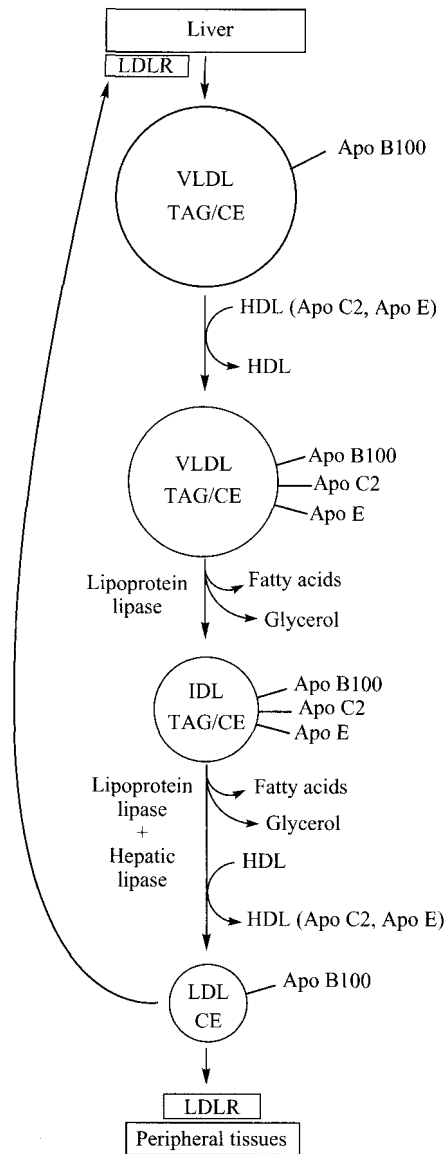 Liver
LDLR
Apo B100
VLDL
TAG/CE
HDL (Apo C2, Apo E)
HDL
VLDL
TAG/CE
Apo B100
Apo C2
Apo E
Lipoprotein
lipase
Fatty acids
Glycerol
IDL
TAG/CE
Apo B100
Apo C2
Apo E
Lipoprotein
lipase
+
Hepatic
lipase
Fatty acids
Glycerol
HDL
HDL (Apo C2, Apo E)
LDL
CE
Apo B100
LDLR
Peripheral tissues